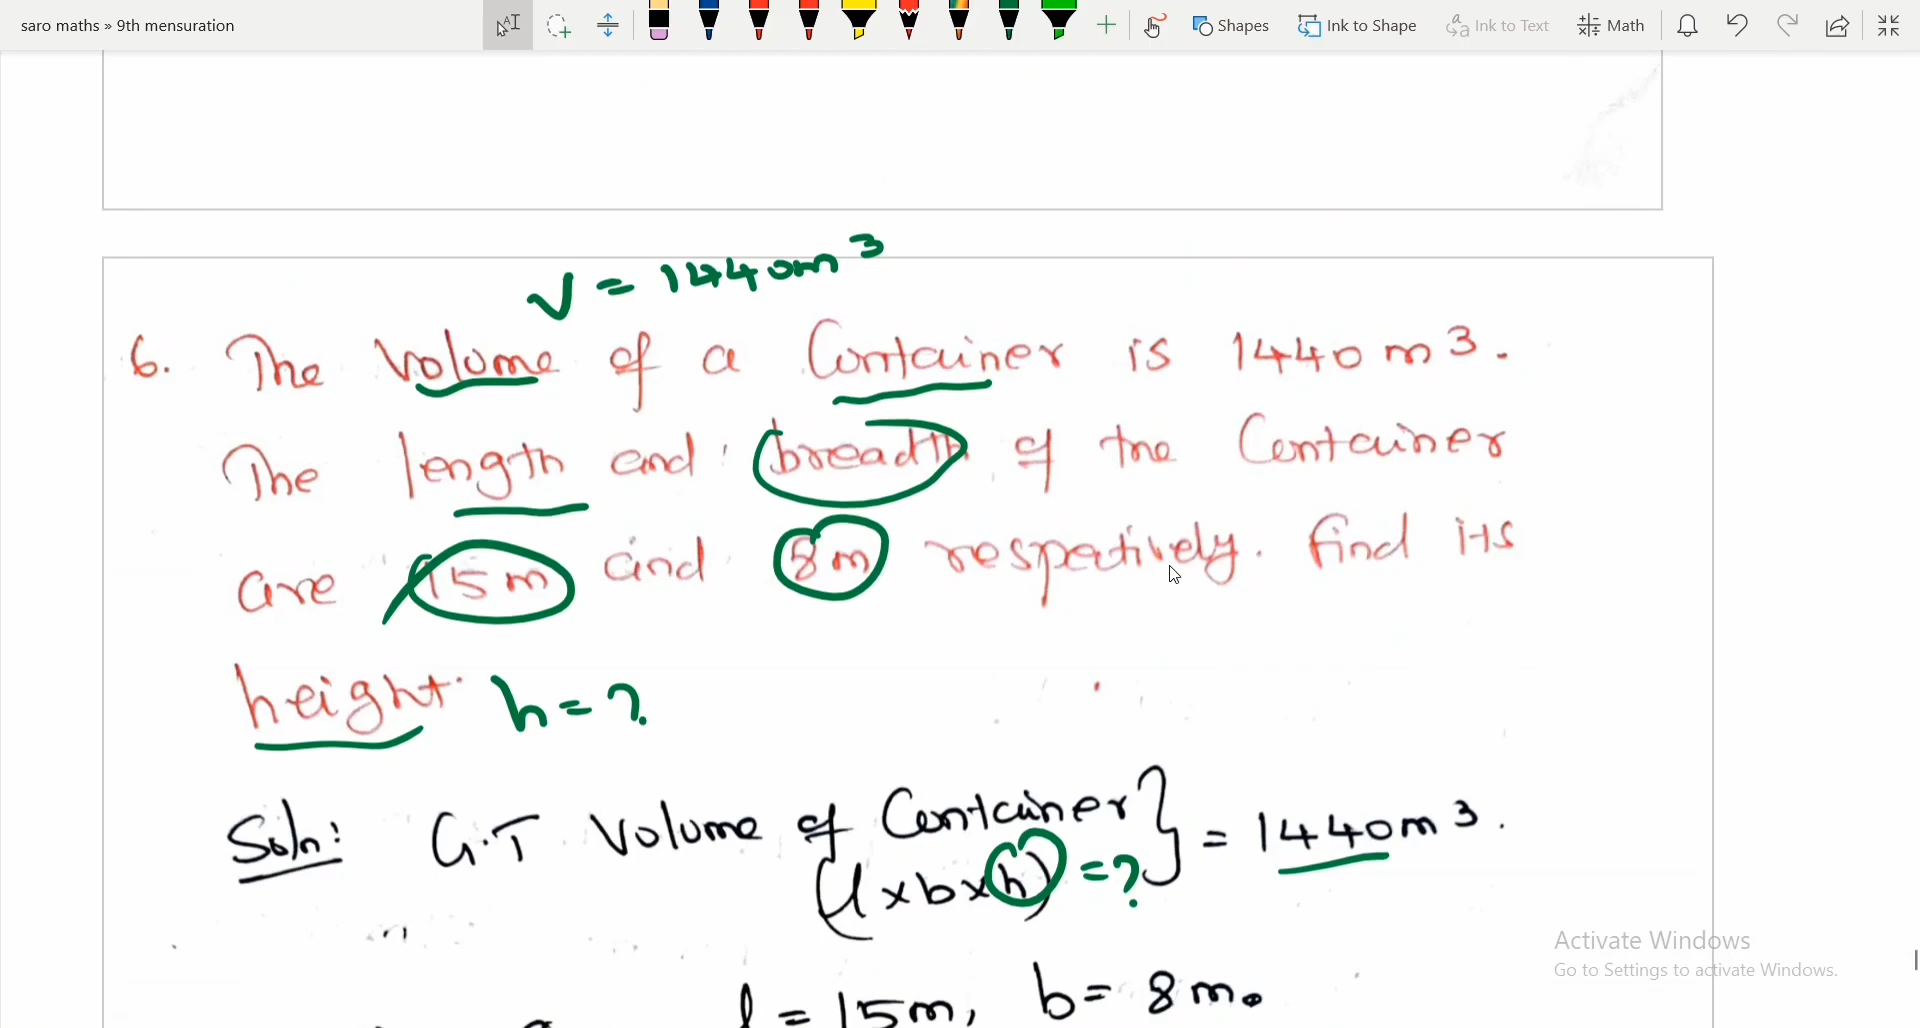 saro maths » 9th mensuration
Shapes Ink to Shape Ink to Text Math
V = 1440m³
6. The Volume of a Container is 1440 m³.
The length and breadth of the Container
are 15m and 8m respectively. find its
height. h = ?
Soln: G.T Volume of Container} = 1440m³.
(l x b x h) = ?
l = 15m, b = 8m.
Activate Windows
Go to Settings to activate Windows.